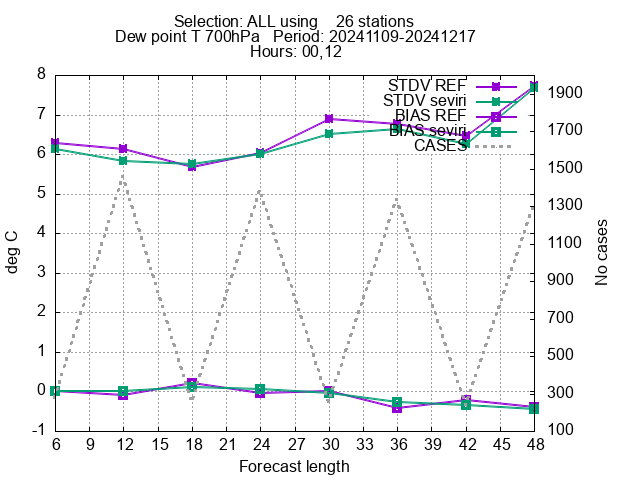 Selection: ALL using    26 stations
Dew point T 700hPa   Period: 20241109-20241217
Hours: 00,12
STDV REF
STDV seviri
BIAS REF
BIAS seviri
CASES
deg C
8
7
6
5
4
3
2
1
0
-1
No cases
1900
1700
1500
1300
1100
900
700
500
300
100
6 9 12 15 18 21 24 27 30 33 36 39 42 45 48
Forecast length